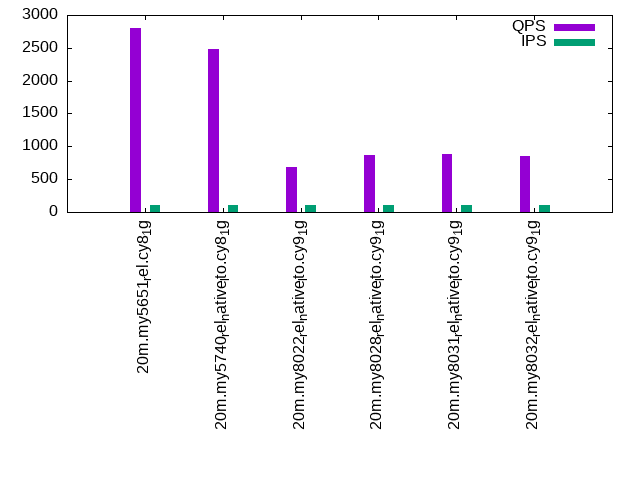 3000
2500
2000
1500
1000
500
0
QPS
IPS
20m.my5651_rel.cy8_1g
20m.my5740_rel_native_lto.cy8_1g
20m.my8022_rel_native_lto.cy9_1g
20m.my8028_rel_native_lto.cy9_1g
20m.my8031_rel_native_lto.cy9_1g
20m.my8032_rel_native_lto.cy9_1g